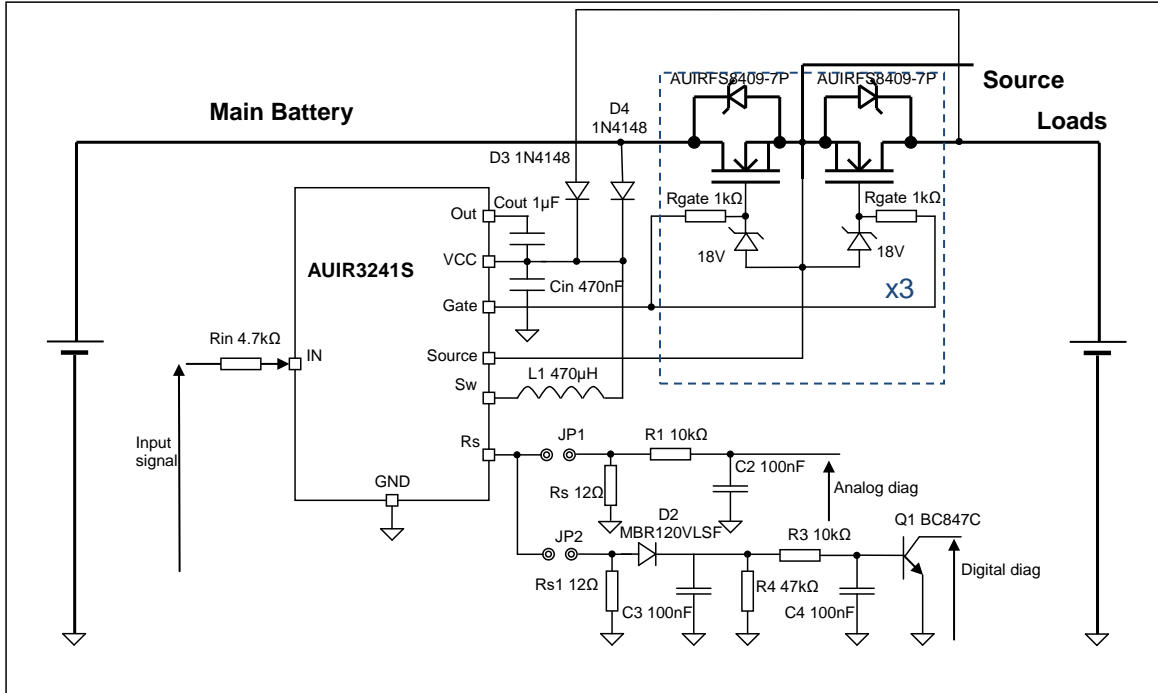 AUIRFS8409-7P AUIRFS8409-7P
Source
Main Battery
D4
1N4148
Loads
D3 1N4148
Rgate 1kΩ
Rgate 1kΩ
Cout 1µF
Out
18V
18V
AUIR3241S
VCC
Cin 470nF
x3
Gate
Rin 4.7kΩ
IN
Source
L1 470µH
Sw
Input
signal
Rs
JP1
R1 10kΩ
C2 100nF
GND
Rs 12Ω
Analog diag
D2
MBR120VLSF
R3 10kΩ
Q1 BC847C
JP2
Rs1 12Ω
R4 47kΩ
Digital diag
C3 100nF
C4 100nF